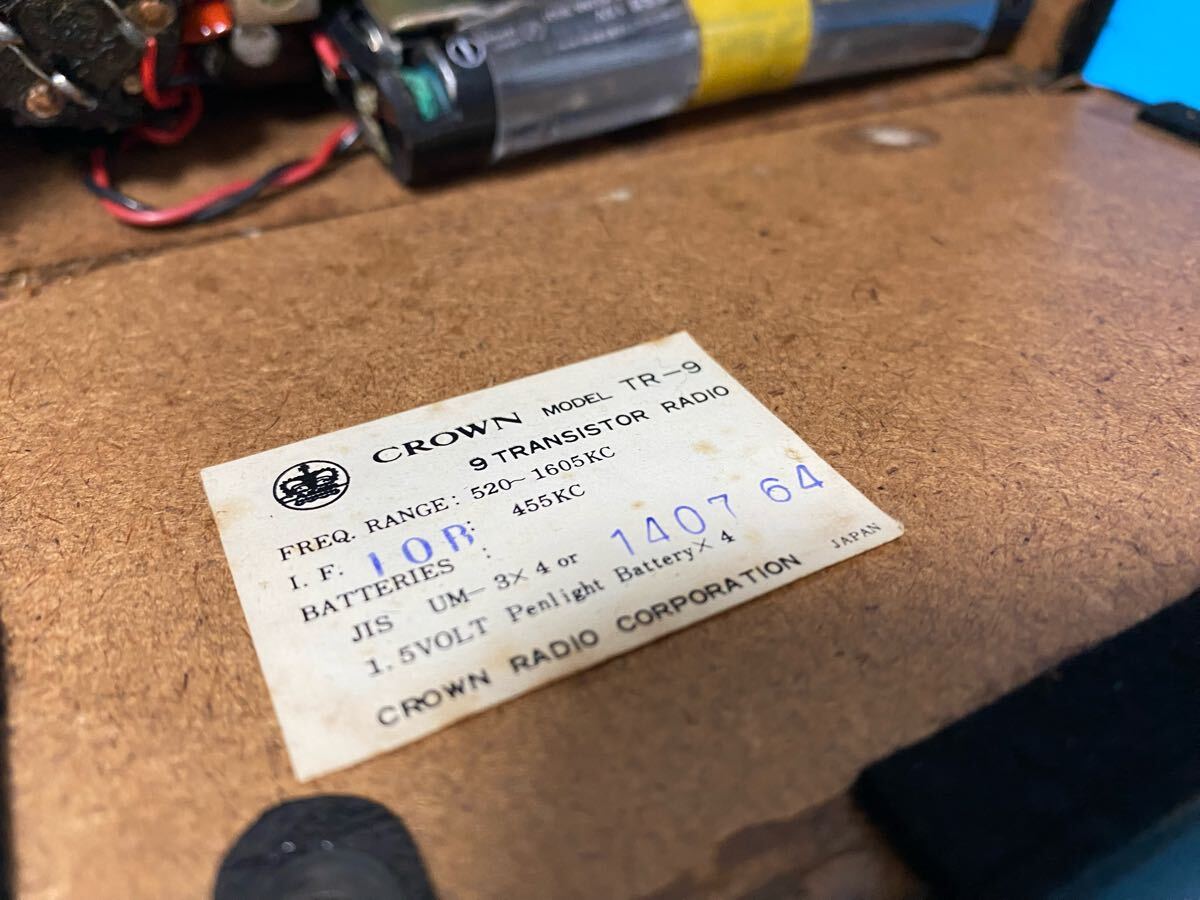 CROWN MODEL TR-9
9 TRANSISTOR RADIO
FREQ. RANGE: 520~1605KC
I. F. : 455KC
10B
BATTERIES :
1407 64
JIS UM-3×4 or
1.5VOLT Penlight Battery×4
CROWN RADIO CORPORATION JAPAN